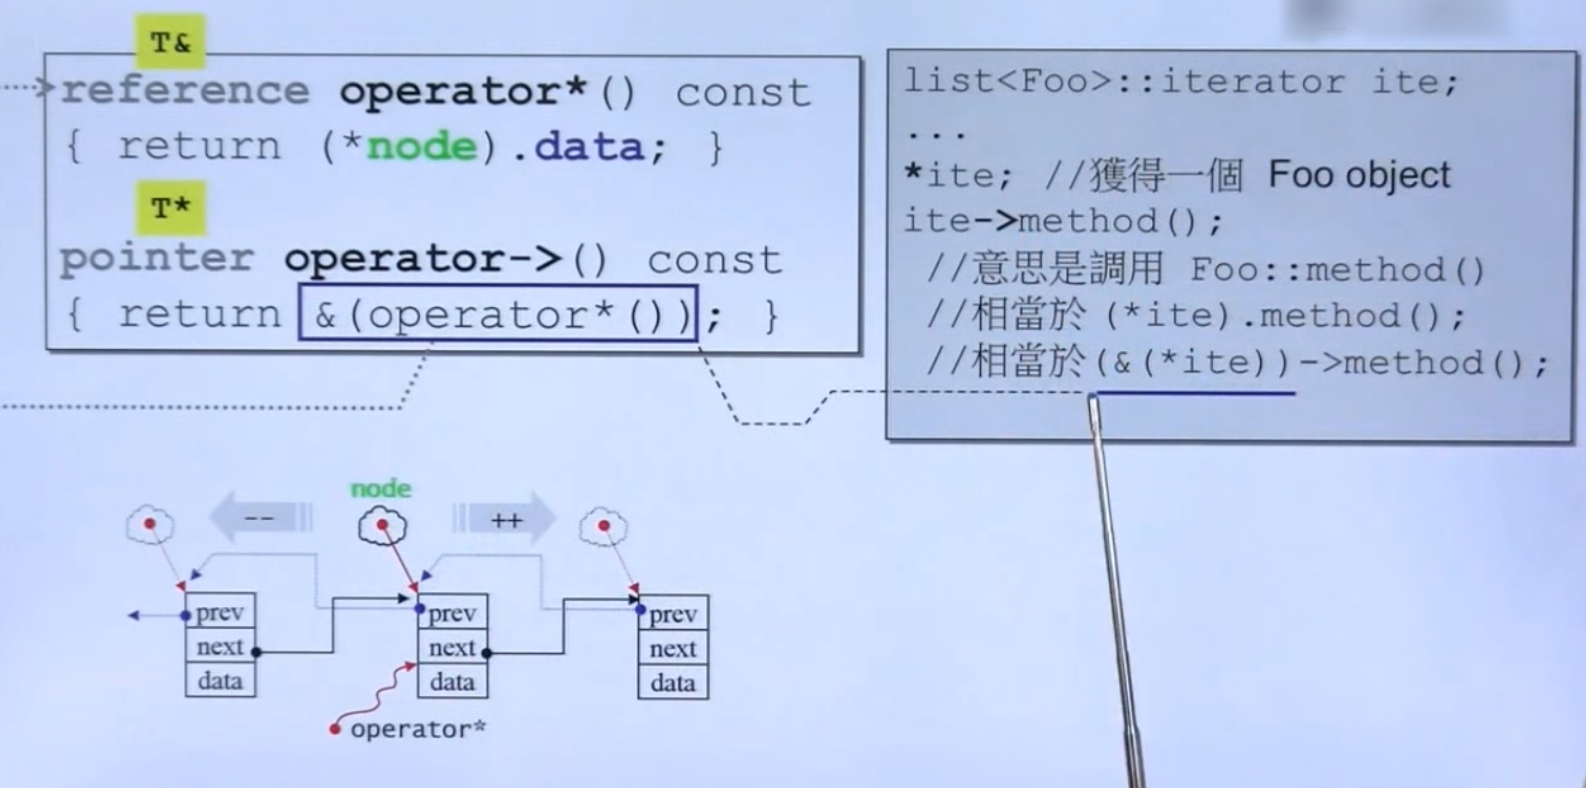 T&
reference operator*() const
{ return (*node).data; }
T*
pointer operator->() const
{ return &(operator*()); }
list<Foo>::iterator ite;
...
*ite; //獲得一個 Foo object
ite->method();
//意思是調用 Foo::method()
//相當於 (*ite).method();
//相當於(&(*ite))->method();
node
--
++
prev
next
data
prev
next
data
prev
next
data
operator*